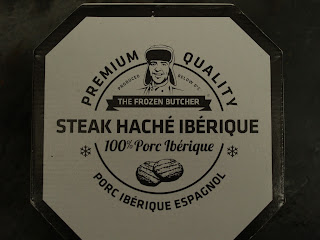 PREMIUM QUALITY
PRODUCED BELOW 0°C
THE FROZEN BUTCHER
STEAK HACHÉ IBÉRIQUE
100% Porc Ibérique
PORC IBÉRIQUE ESPAGNOL